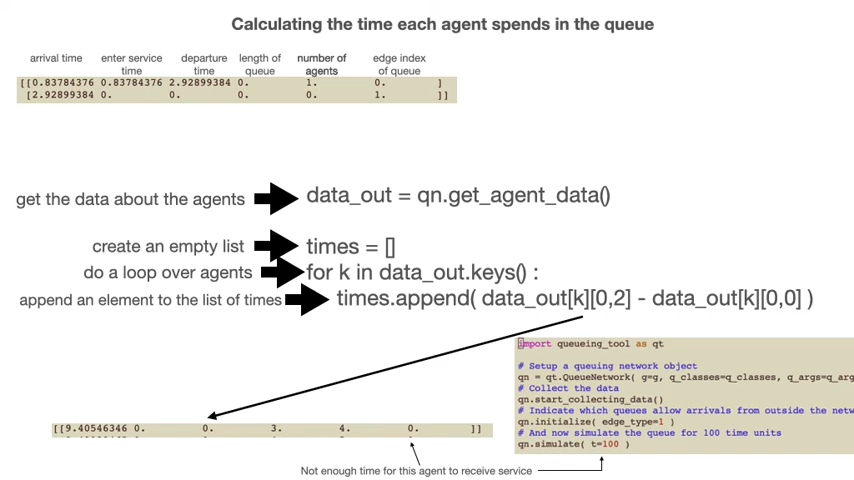 Calculating the time each agent spends in the queue
arrival time enter service time departure time length of queue number of agents edge index of queue
[[0.83784376 0.83784376 2.92899384 0. 1. 0. ]
[2.92899384 0. 0. 0. 0. 1. ]]
get the data about the agents data_out = qn.get_agent_data()
create an empty list times = []
do a loop over agents for k in data_out.keys() :
append an element to the list of times times.append( data_out[k][0,2] - data_out[k][0,0] )
import queueing_tool as qt
# Setup a queuing network object
qn = qt.QueueNetwork( g=g, q_classes=q_classes, q_args=q_arg
# Collect the data
qn.start_collecting_data()
# Indicate which queues allow arrivals from outside the netw
qn.initialize( edge_type=1 )
# And now simulate the queue for 100 time units
qn.simulate( t=100 )
[[9.40546346 0. 0. 3. 4. 0. ]]
Not enough time for this agent to receive service